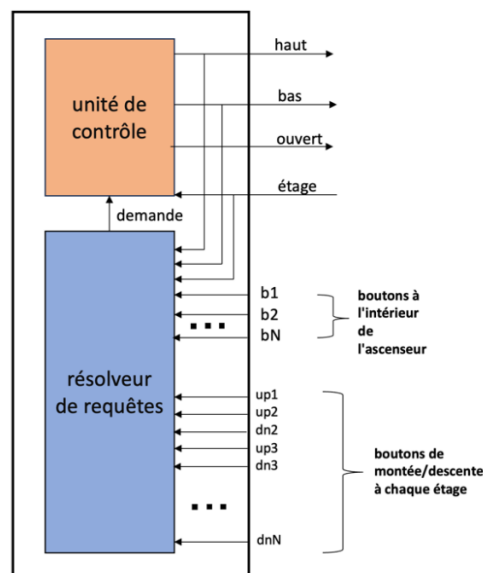 unité de
contrôle
haut
bas
ouvert
étage
demande
résolveur
de requêtes
b1
b2
bN
boutons à
l'intérieur
de
l'ascenseur
up1
up2
dn2
up3
dn3
dnN
boutons de
montée/descente
à chaque étage